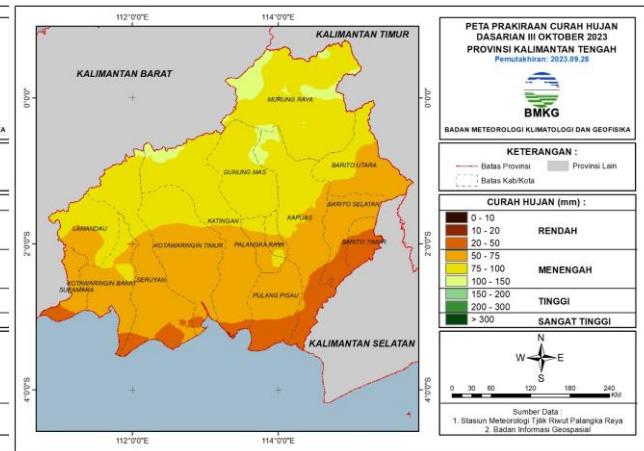 112°0'0"E
114°0'0"E
KALIMANTAN TIMUR
KALIMANTAN BARAT
0°0'0"
MURUNG RAYA
GUNUNG MAS
BARITO UTARA
BARITO SELATAN
KATINGAN
KAPUAS
LAMANDAU
2°0'0"S
2°0'0"S
KOTAWARINGIN TIMUR
PALANGKA RAYA
BARITO TIMUR
KOTAWARINGIN BARAT
SERUYAN
SUKAMARA
PULANG PISAU
KALIMANTAN SELATAN
4°0'0"S
4°0'0"S
112°0'0"E
114°0'0"E
PETA PRAKIRAAN CURAH HUJAN
DASARIAN III OKTOBER 2023
PROVINSI KALIMANTAN TENGAH
Pemutakhiran: 2023.09.28
BMKG
BADAN METEOROLOGI KLIMATOLOGI DAN GEOFISIKA
KETERANGAN :
Batas Provinsi
Provinsi Lain
Batas Kab/Kota
CURAH HUJAN (mm) :
0 - 10
10 - 20
RENDAH
20 - 50
50 - 75
75 - 100
MENENGAH
100 - 150
150 - 200
TINGGI
200 - 300
> 300
SANGAT TINGGI
N
W
E
S
0 30 60 120 180 240
KM
Sumber Data :
1. Stasiun Meteorologi Tjilik Riwut Palangka Raya
2. Badan Informasi Geospasial